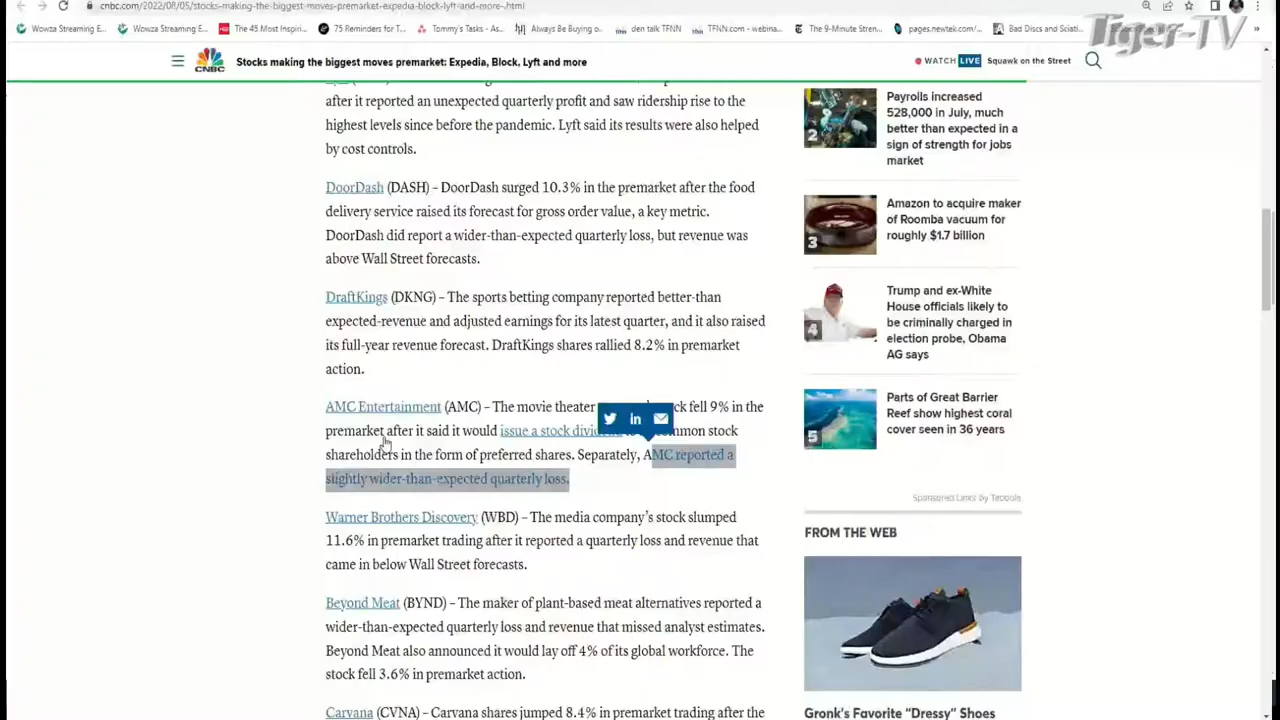 cnbc.com/2022/08/05/stocks-making-the-biggest-moves-premarket-expedia-block-lyft-and-more-.html
Wowza Streaming E...
Wowza Streaming E...
The 45 Most Inspiri...
75 Reminders for T...
Tommy's Tasks - As...
Always Be Buying o...
den talk TFNN
TFNN.com - webina...
The 9-Minute Stren...
pages.newtek.com/...
Bad Discs and Sciati...
Tiger-TV
CNBC
Stocks making the biggest moves premarket: Expedia, Block, Lyft and more
WATCH LIVE
Squawk on the Street
after it reported an unexpected quarterly profit and saw ridership rise to the
highest levels since before the pandemic. Lyft said its results were also helped
by cost controls.
DoorDash (DASH) – DoorDash surged 10.3% in the premarket after the food
delivery service raised its forecast for gross order value, a key metric.
DoorDash did report a wider-than-expected quarterly loss, but revenue was
above Wall Street forecasts.
DraftKings (DKNG) – The sports betting company reported better-than
expected-revenue and adjusted earnings for its latest quarter, and it also raised
its full-year revenue forecast. DraftKings shares rallied 8.2% in premarket
action.
AMC Entertainment (AMC) – The movie theater fell 9% in the
premarket after it said it would issue a stock common stock
shareholders in the form of preferred shares. Separately, AMC reported a
slightly wider-than-expected quarterly loss.
Warner Brothers Discovery (WBD) – The media company's stock slumped
11.6% in premarket trading after it reported a quarterly loss and revenue that
came in below Wall Street forecasts.
Beyond Meat (BYND) – The maker of plant-based meat alternatives reported a
wider-than-expected quarterly loss and revenue that missed analyst estimates.
Beyond Meat also announced it would lay off 4% of its global workforce. The
stock fell 3.6% in premarket action.
Carvana (CVNA) – Carvana shares jumped 8.4% in premarket trading after the
2
Payrolls increased
528,000 in July, much
better than expected in a
sign of strength for jobs
market
3
Amazon to acquire maker
of Roomba vacuum for
roughly $1.7 billion
4
Trump and ex-White
House officials likely to
be criminally charged in
election probe, Obama
AG says
5
Parts of Great Barrier
Reef show highest coral
cover seen in 36 years
Sponsored Links by Taboola
FROM THE WEB
Gronk's Favorite "Dressy" Shoes